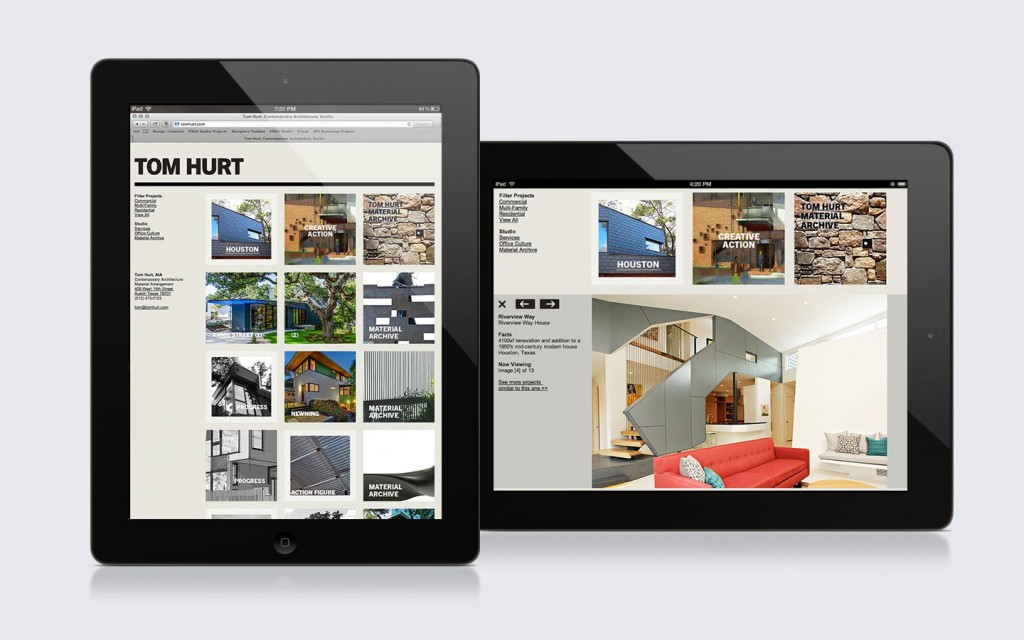 iPad
7:31 PM
41 %
Tom Hurt, Contemporary Architecture, Austin
tomhurt.com
Tom Hurt, Contemporary Architecture, Austin
TOM HURT
Filter Projects
Commercial
Multi-Family
Residential
View All
Studio
Services
Office Culture
Material Archive
Tom Hurt, AIA
Contemporary Architecture
Material Arrangement
Austin Texas 78701
(512) 473-0123
tom@tomhurt.com
HOUSTON
CREATIVE
ACTION
TOM HURT
MATERIAL
ARCHIVE
(2)
MATERIAL
ARCHIVE
PROGRESS
NEWNING
MATERIAL
ARCHIVE
PROGRESS
ACTION FIGURE
MATERIAL
ARCHIVE
iPad
4:20 PM
Filter Projects
Commercial
Multi-Family
Residential
View All
Studio
Services
Office Culture
Material Archive
HOUSTON
CREATIVE
ACTION
TOM HURT
MATERIAL
ARCHIVE
Riverview Way
Riverview Way House
Facts
4100sf renovation and addition to a
1950's mid-century modern house
Houston, Texas
Now Viewing
Image [4] of 13
See more projects
similar to this one >>